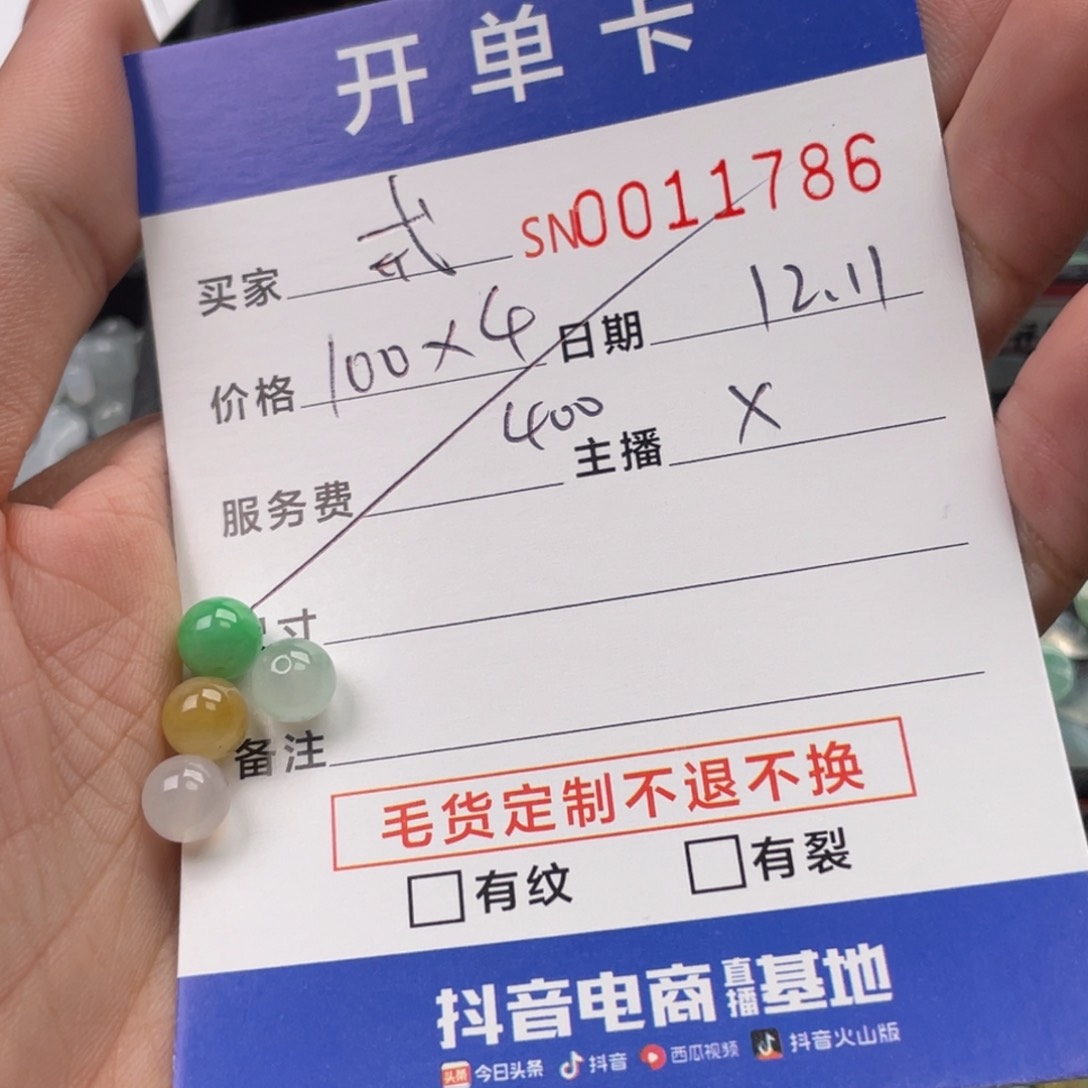 开单卡
买家 式 SN0011786
价格 100×4 日期 12.11
400
服务费 主播 X
寸
备注
毛货定制不退不换
□有纹 □有裂
抖音电商直播基地
头条 今日头条 抖音 西瓜视频 抖音火山版